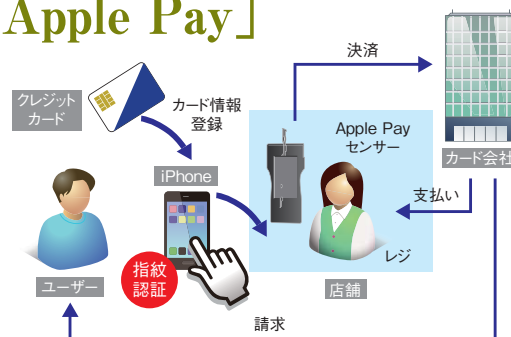 Apple Pay」
決済
クレジット
カード
カード情報
登録
Apple Pay
センサー
カード会社
iPhone
支払い
レジ
指紋
認証
ユーザー
店舗
請求